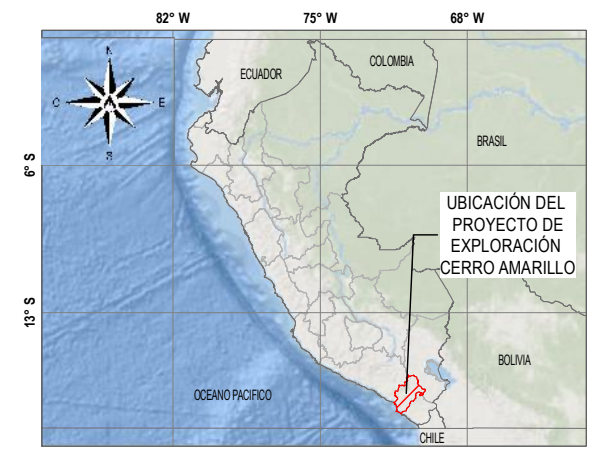 82° W 75° W 68° W
N
O E
S
ECUADOR
COLOMBIA
BRASIL
6° S
UBICACIÓN DEL
PROYECTO DE
EXPLORACIÓN
CERRO AMARILLO
13° S
BOLIVIA
OCEANO PACIFICO
CHILE